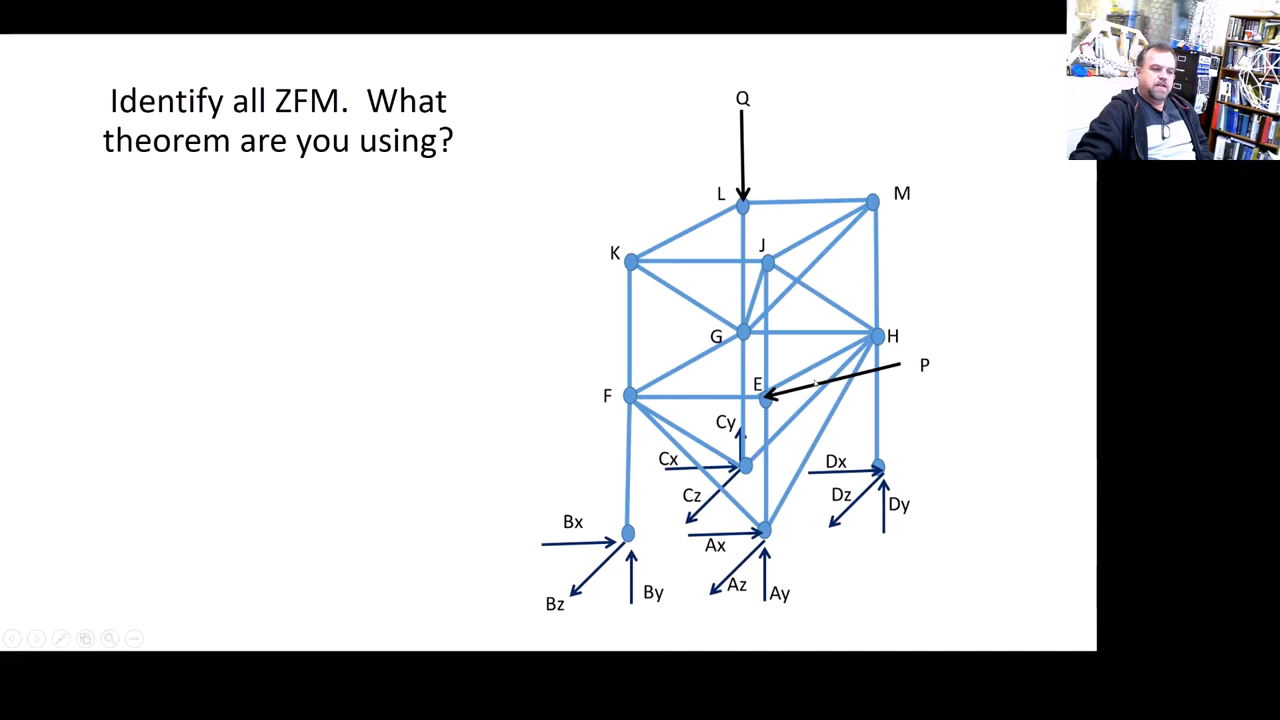 Identify all ZFM. What
theorem are you using?
Q
L
M
K
J
G
H
P
F
E
Cy
Cx
Dx
Cz
Dz
Dy
Bx
Ax
Az
Ay
By
Bz